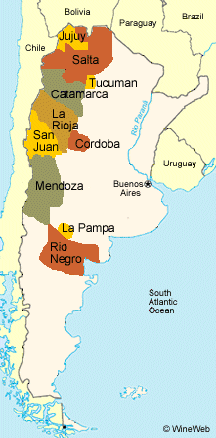 Bolivia
Brazil
Paraguay
Jujuy
Chile
Salta
Tucuman
Catamarca
Rio Paraná
La
Rioja
San
Juan
Cordoba
Uruguay
Mendoza
Buenos
Aires
La Pampa
Rio
Negro
South
Atlantic
Ocean
© WineWeb